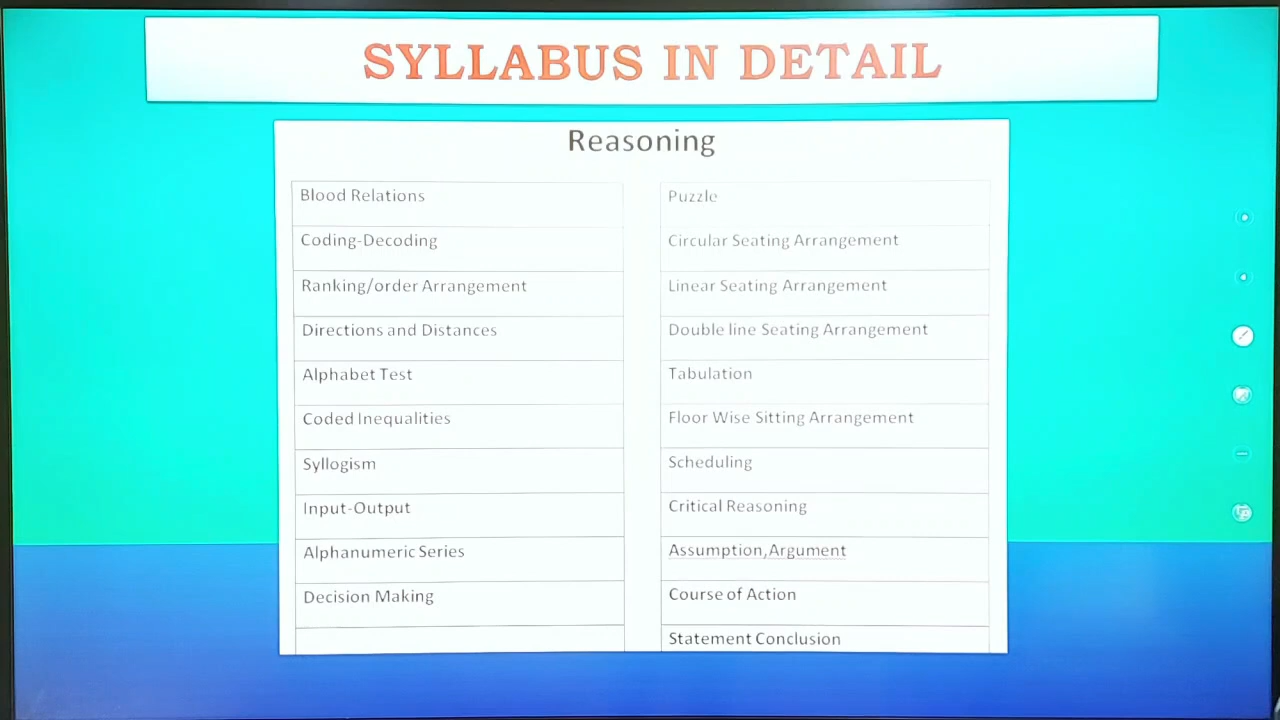 SYLLABUS IN DETAIL
Reasoning
Blood Relations
Coding-Decoding
Ranking/order Arrangement
Directions and Distances
Alphabet Test
Coded Inequalities
Syllogism
Input-Output
Alphanumeric Series
Decision Making
Puzzle
Circular Seating Arrangement
Linear Seating Arrangement
Double line Seating Arrangement
Tabulation
Floor Wise Sitting Arrangement
Scheduling
Critical Reasoning
Assumption,Argument
Course of Action
Statement Conclusion